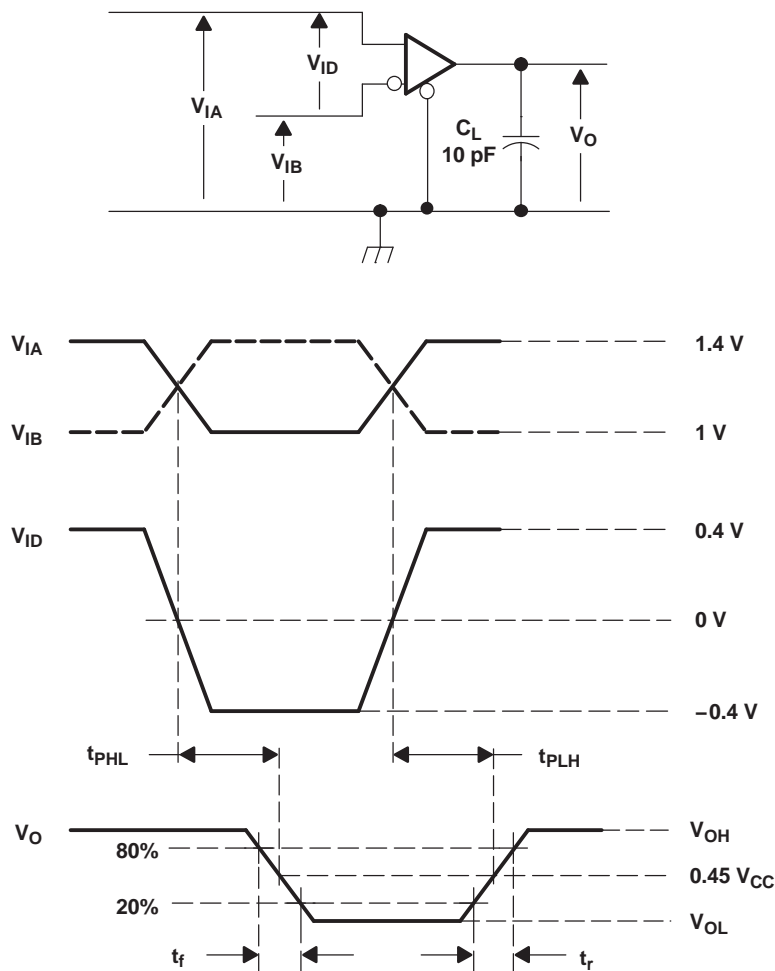 V_ID
V_IA
V_IB
C_L
10 pF
V_O
V_IA
1.4 V
V_IB
1 V
V_ID
0.4 V
0 V
−0.4 V
t_PHL
t_PLH
V_O
V_OH
80%
0.45 V_CC
20%
V_OL
t_f
t_r